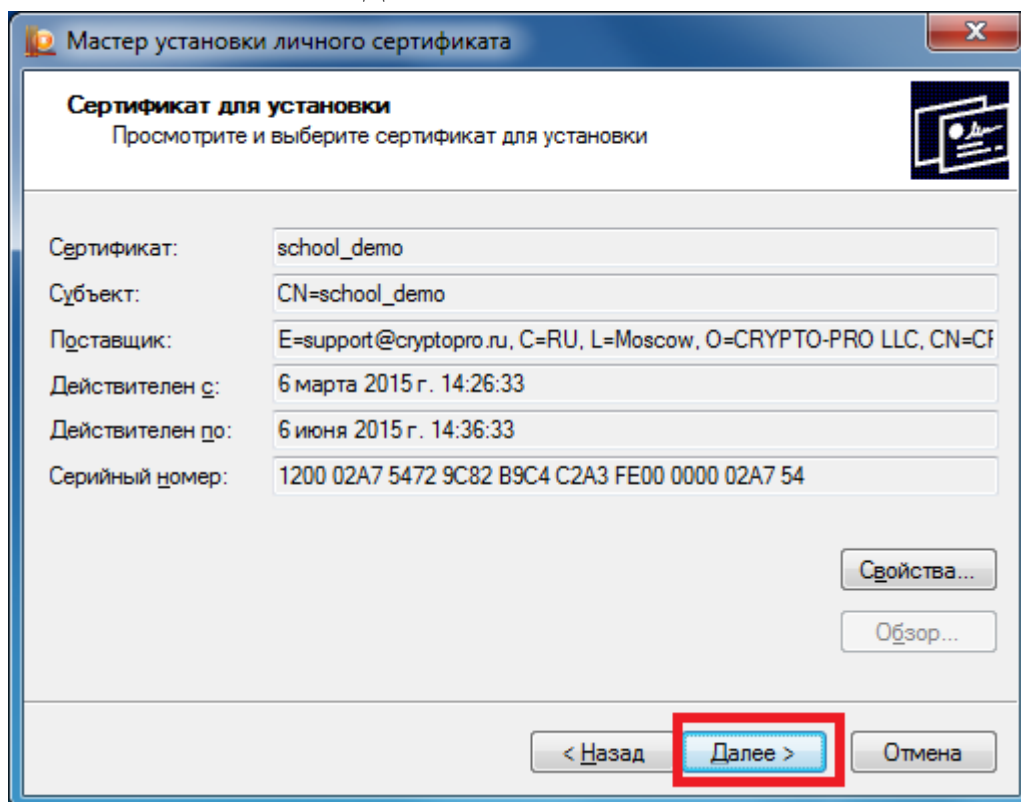 Мастер установки личного сертификата
Сертификат для установки
Просмотрите и выберите сертификат для установки
Сертификат: school_demo
Субъект: CN=school_demo
Поставщик: E=support@cryptopro.ru, C=RU, L=Moscow, O=CRYPTO-PRO LLC,
Действителен с: 6 марта 2015 г. 14:26:33
Действителен по: 6 июня 2015 г. 14:36:33
Серийный номер: 1200 02A7 5472 9C82 B9C4 C2A3 FE00 0000 02A7 54
Свойства...
Обзор...
< Назад Далее > Отмена